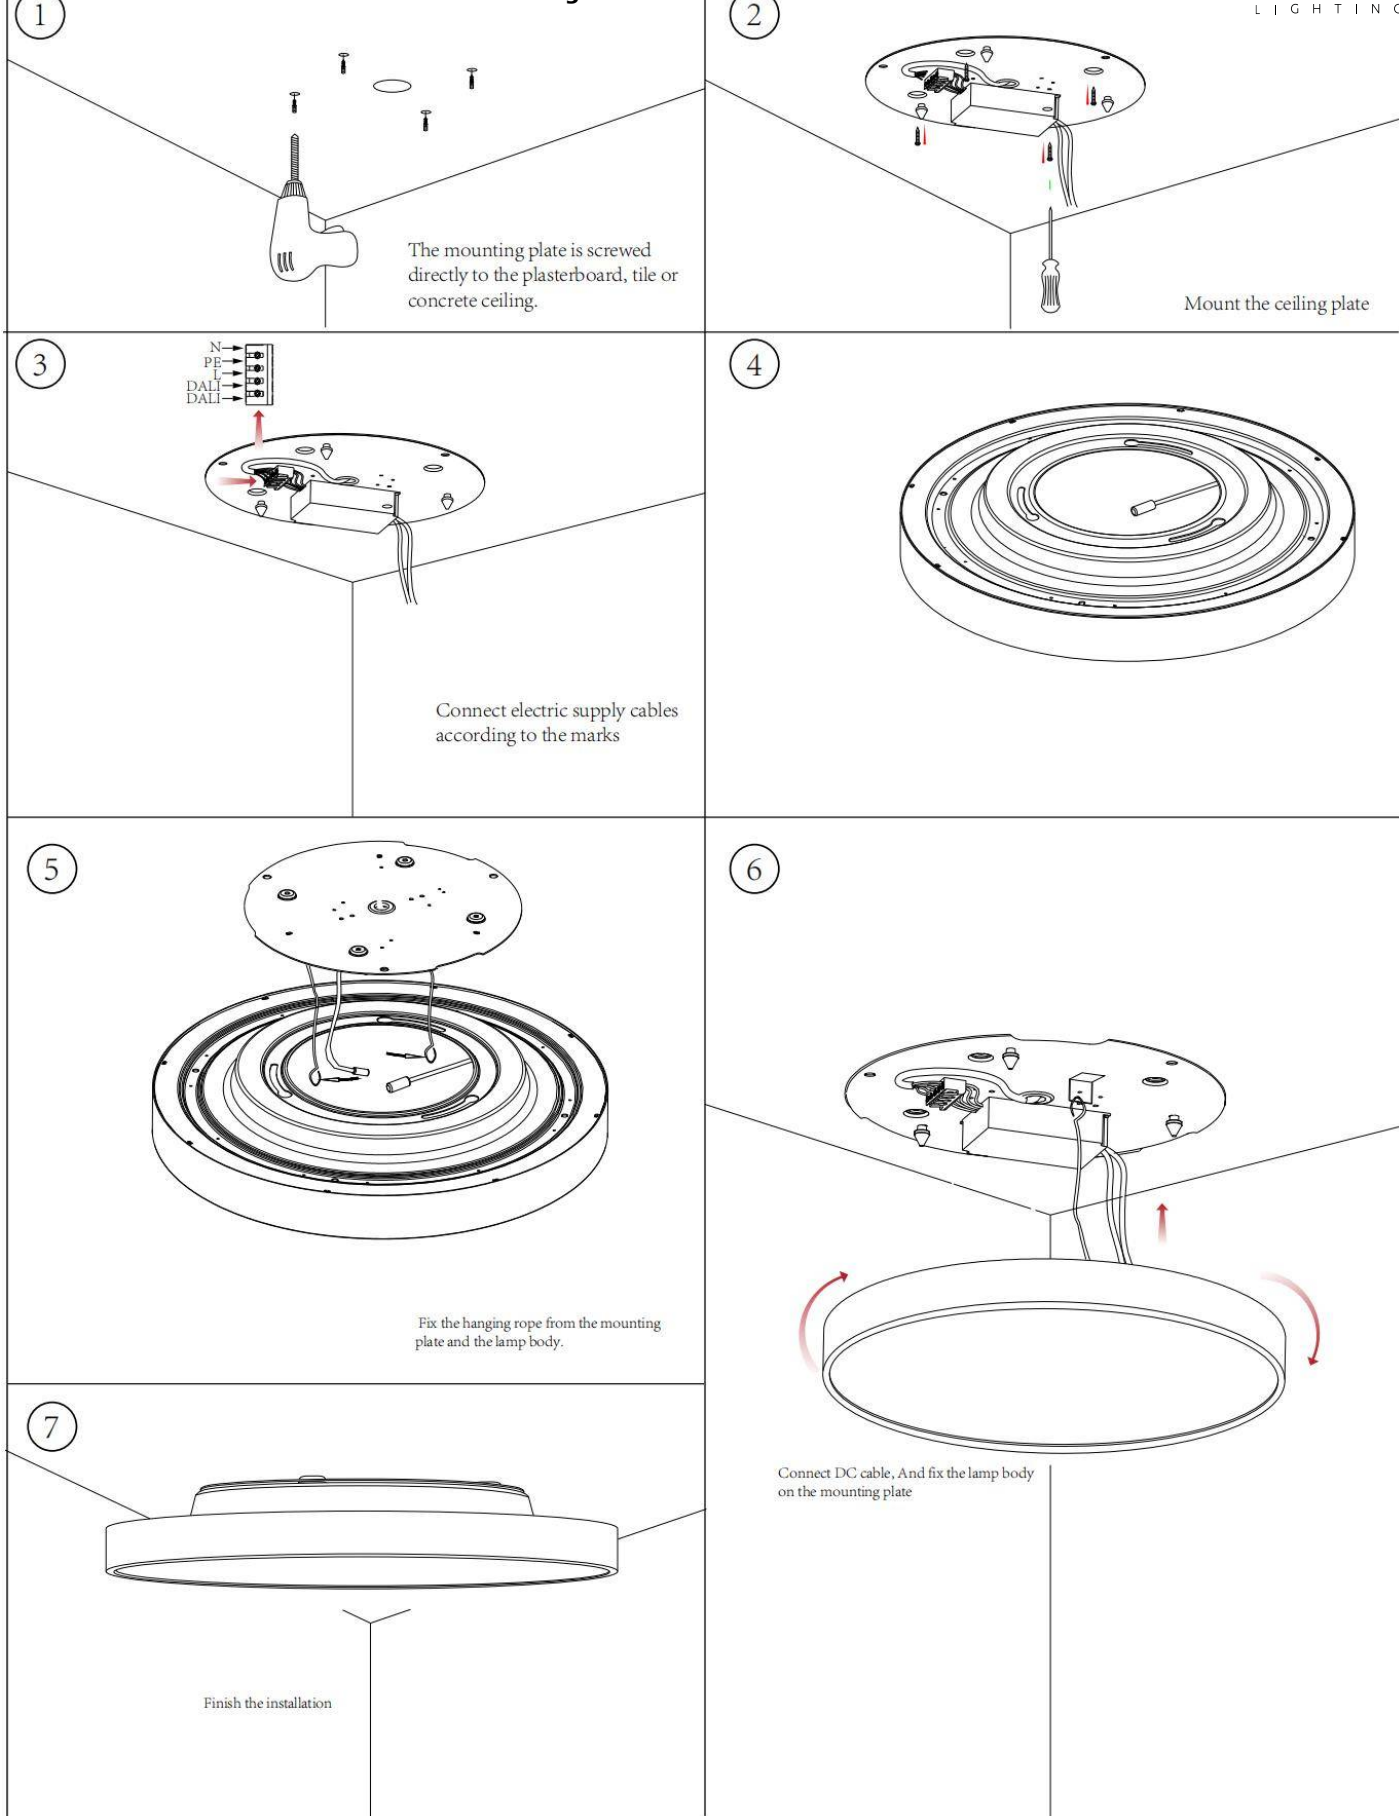 1
2
LIGHTING
The mounting plate is screwed
directly to the plasterboard, tile or
concrete ceiling.
Mount the ceiling plate
3
N
PE
L
DALI
DALI
4
Connect electric supply cables
according to the marks
5
Fix the hanging rope from the mounting
plate and the lamp body.
6
Connect DC cable, And fix the lamp body
on the mounting plate
7
Finish the installation